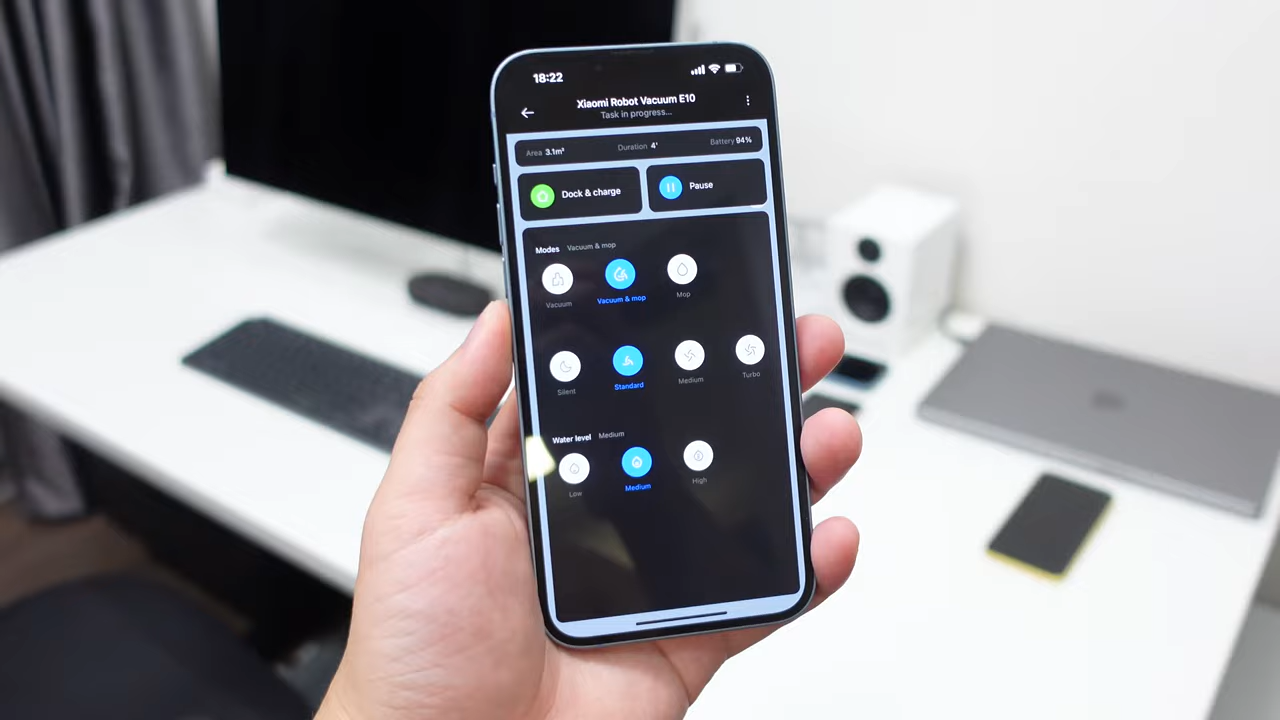 18:22
Xiaomi Robot Vacuum E10
Task in progress...
Area 3.1m² Duration 4' Battery 94%
Dock & charge Pause
Modes Vacuum & mop
Vacuum Vacuum & mop Mop
Silent Standard Medium Turbo
Water level Medium
Low Medium High